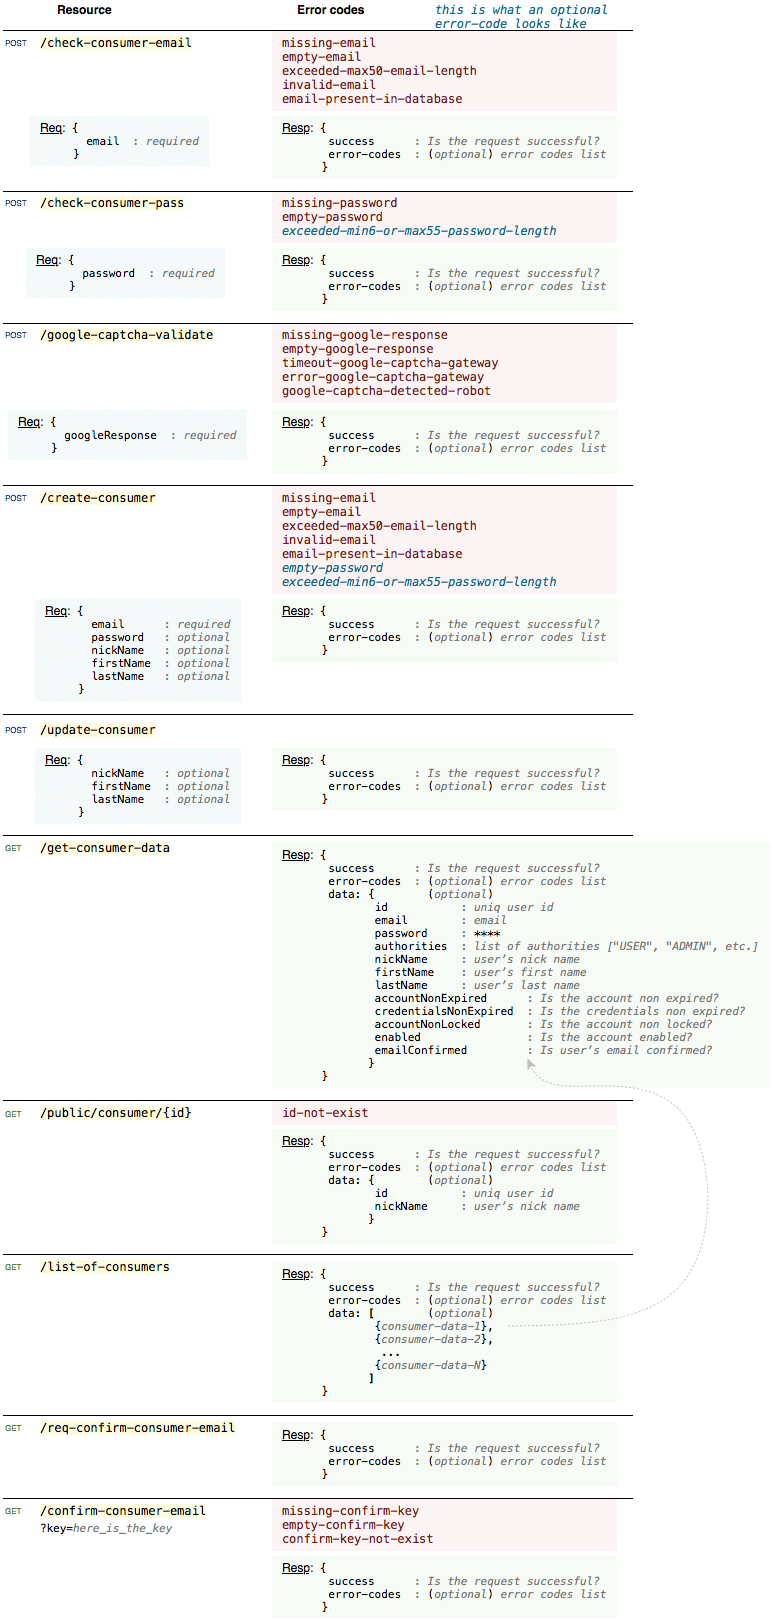 Resource Error codes this is what an optional
error-code looks like
POST /check-consumer-email missing-email
empty-email
exceeded-max50-email-length
invalid-email
email-present-in-database
Req: {
email : required
}
Resp: {
success : Is the request successful?
error-codes : (optional) error codes list
}
POST /check-consumer-pass missing-password
empty-password
exceeded-min6-or-max55-password-length
Req: {
password : required
}
Resp: {
success : Is the request successful?
error-codes : (optional) error codes list
}
POST /google-captcha-validate missing-google-response
empty-google-response
timeout-google-captcha-gateway
error-google-captcha-gateway
google-captcha-detected-robot
Req: {
googleResponse : required
}
Resp: {
success : Is the request successful?
error-codes : (optional) error codes list
}
POST /create-consumer missing-email
empty-email
exceeded-max50-email-length
invalid-email
email-present-in-database
empty-password
exceeded-min6-or-max55-password-length
Req: {
email : required
password : optional
nickName : optional
firstName : optional
lastName : optional
}
Resp: {
success : Is the request successful?
error-codes : (optional) error codes list
}
POST /update-consumer
Req: {
nickName : optional
firstName : optional
lastName : optional
}
Resp: {
success : Is the request successful?
error-codes : (optional) error codes list
}
GET /get-consumer-data
Resp: {
success : Is the request successful?
error-codes : (optional) error codes list
data: { (optional)
id : uniq user id
email : email
password : ****
authorities : list of authorities ["USER", "ADMIN", etc.]
nickName : user’s nick name
firstName : user’s first name
lastName : user’s last name
accountNonExpired : Is the account non expired?
credentialsNonExpired : Is the credentials non expired?
accountNonLocked : Is the account non locked?
enabled : Is the account enabled?
emailConfirmed : Is user’s email confirmed?
}
}
GET /public/consumer/{id} id-not-exist
Resp: {
success : Is the request successful?
error-codes : (optional) error codes list
data: { (optional)
id : uniq user id
nickName : user’s nick name
}
}
GET /list-of-consumers
Resp: {
success : Is the request successful?
error-codes : (optional) error codes list
data: [ (optional)
{consumer-data-1},
{consumer-data-2},
...
{consumer-data-N}
]
}
GET /req-confirm-consumer-email
Resp: {
success : Is the request successful?
error-codes : (optional) error codes list
}
GET /confirm-consumer-email missing-confirm-key
?key=here_is_the_key empty-confirm-key
confirm-key-not-exist
Resp: {
success : Is the request successful?
error-codes : (optional) error codes list
}